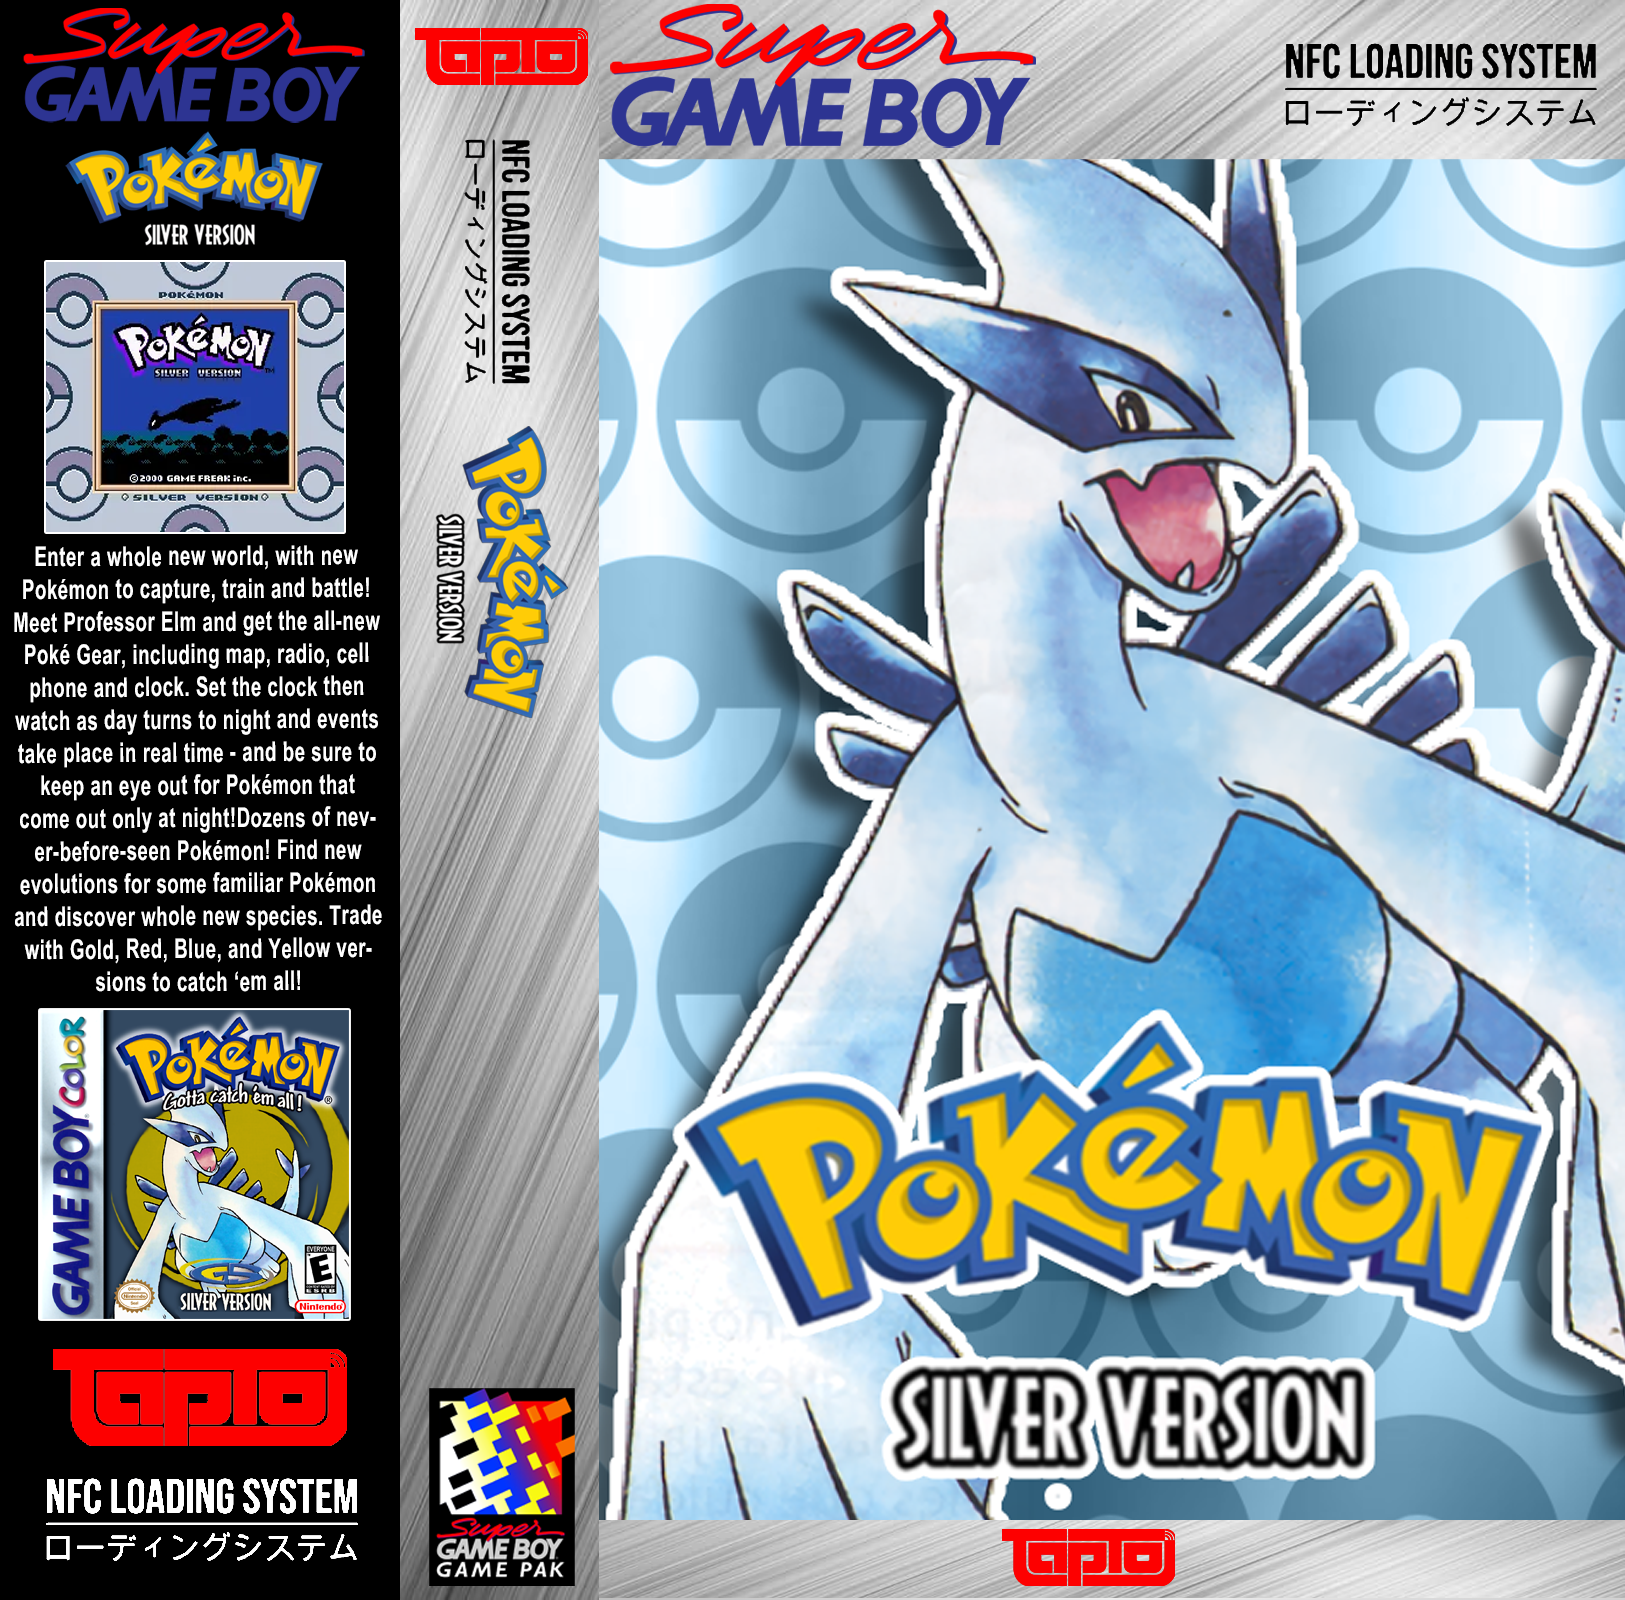 Super
GAME BOY
POKéMON
SILVER VERSION
POKéMON
POKéMON
SILVER VERSION
TM
©2000 GAME FREAK inc.
SILVER VERSION
Enter a whole new world, with new
Pokémon to capture, train and battle!
Meet Professor Elm and get the all-new
Poké Gear, including map, radio, cell
phone and clock. Set the clock then
watch as day turns to night and events
take place in real time - and be sure to
keep an eye out for Pokémon that
come out only at night!Dozens of nev-
er-before-seen Pokémon! Find new
evolutions for some familiar Pokémon
and discover whole new species. Trade
with Gold, Red, Blue, and Yellow ver-
sions to catch ‘em all!
GAME BOY COLOR
POKéMON
®
Gotta catch ém all!
EVERYONE
E
ESRB
Official
Nintendo
Seal
SILVER VERSION
Nintendo
TapTo
NFC LOADING SYSTEM
ローディングシステム
TapTo
NFC LOADING SYSTEM
ローディングシステム
POKéMON
SILVER VERSION
Super
GAME BOY
GAME PAK
Super
GAME BOY
NFC LOADING SYSTEM
ローディングシステム
POKéMON
SILVER VERSION
TapTo